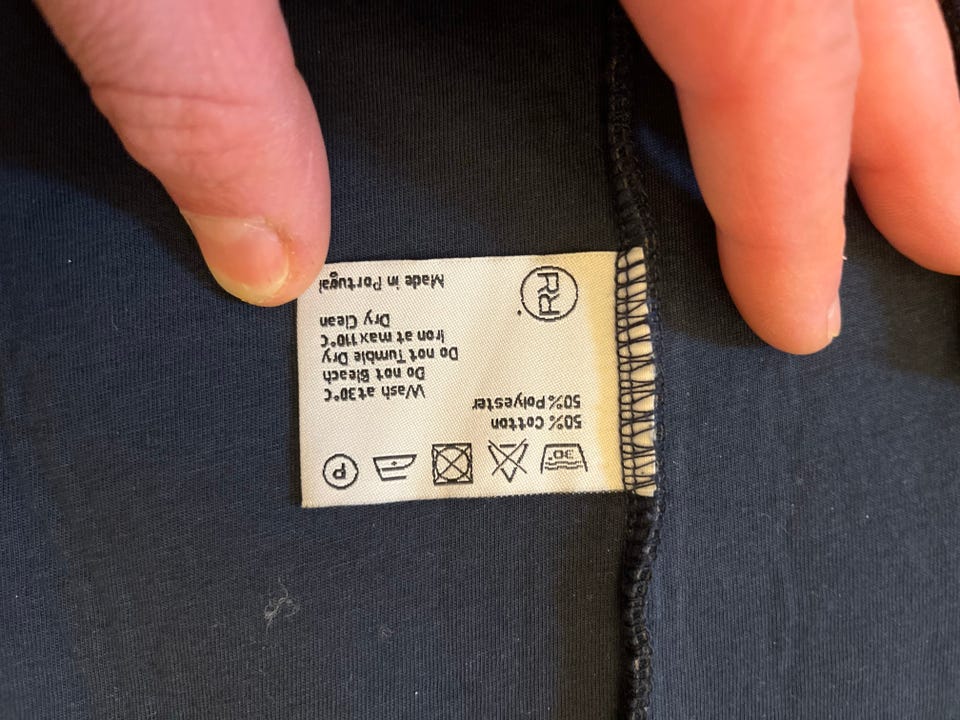 30° P
50% Cotton
50% Polyester
Wash at 30°C
Do not Bleach
Do not Tumble Dry
Iron at max 110°C
Dry Clean
Made in Portugal